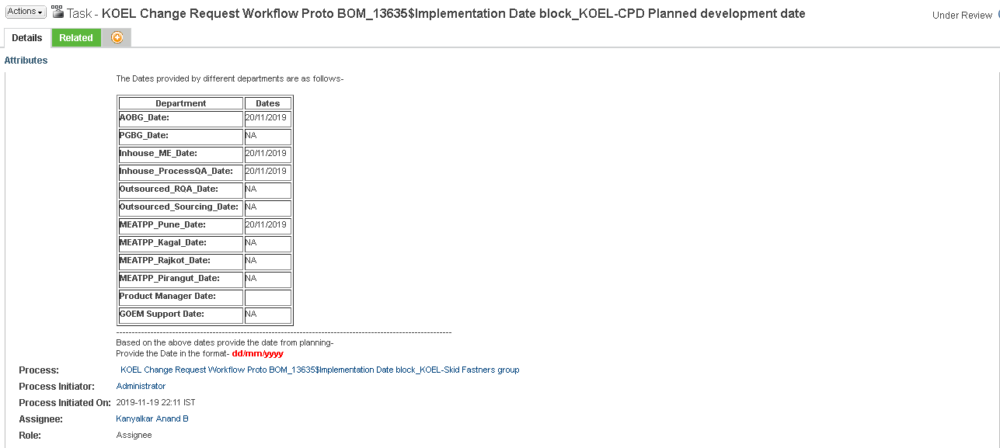 Actions Task - KOEL Change Request Workflow Proto BOM_13635$Implementation Date block_KOEL-CPD Planned development date Under Review
Details Related
Attributes
The Dates provided by different departments are as follows-
Department Dates
AOBG_Date: 20/11/2019
PGBG_Date: NA
Inhouse_ME_Date: 20/11/2019
Inhouse_ProcessQA_Date: 20/11/2019
Outsourced_RQA_Date: NA
Outsourced_Sourcing_Date: NA
MEATPP_Pune_Date: 20/11/2019
MEATPP_Kagal_Date: NA
MEATPP_Rajkot_Date: NA
MEATPP_Pirangut_Date: NA
Product Manager Date:
GOEM Support Date: NA
------------------------------------------------------------------------------------------------------------
Based on the above dates provide the date from planning-
Provide the Date in the format- dd/mm/yyyy
Process: KOEL Change Request Workflow Proto BOM_13635$Implementation Date block_KOEL-Skid Fastners group
Process Initiator: Administrator
Process Initiated On: 2019-11-19 22:11 IST
Assignee: Kanyalkar Anand B
Role: Assignee